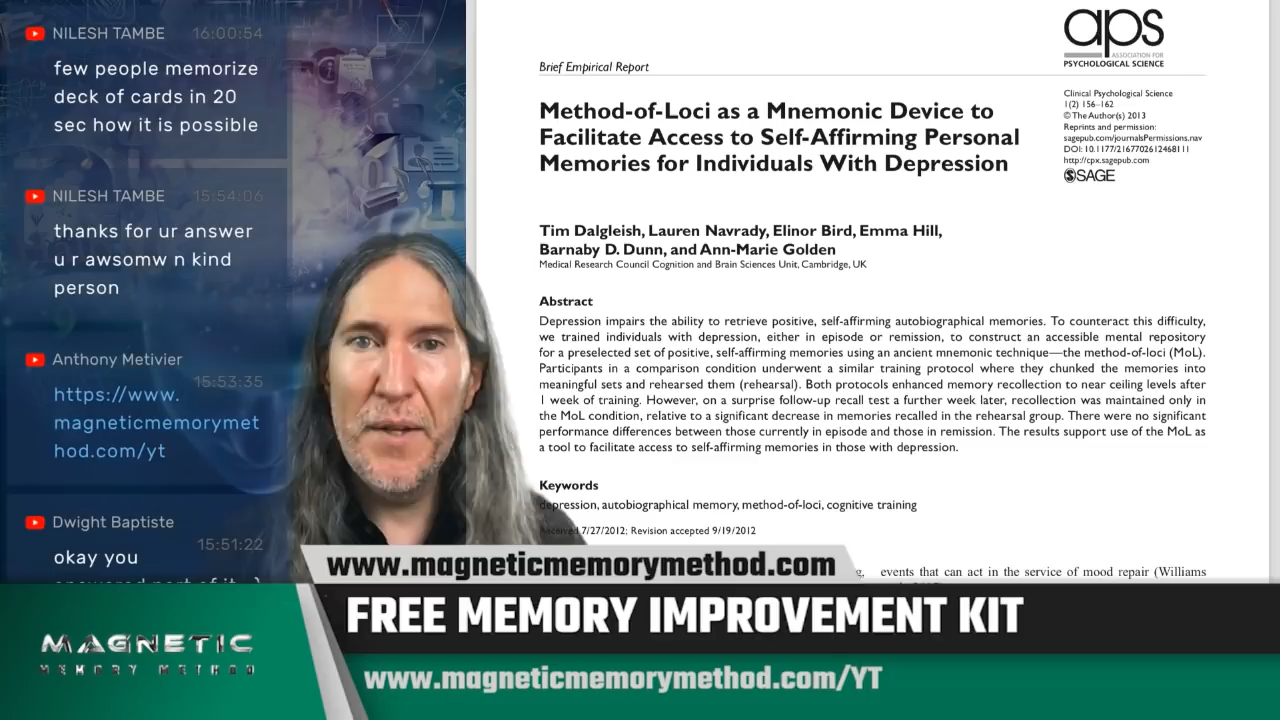 NILESH TAMBE 16:00:54
few people memorize
deck of cards in 20
sec how it is possible
NILESH TAMBE 15:54:06
thanks for ur answer
u r awsomw n kind
person
Anthony Metivier
15:53:35
https://www.
magneticmemorymet
hod.com/yt
Dwight Baptiste
15:51:22
okay you
aps
ASSOCIATION FOR
PSYCHOLOGICAL SCIENCE
Brief Empirical Report
Method-of-Loci as a Mnemonic Device to
Facilitate Access to Self-Affirming Personal
Memories for Individuals With Depression
Clinical Psychological Science
1(2) 156–162
© The Author(s) 2013
Reprints and permission:
sagepub.com/journalsPermissions.nav
DOI: 10.1177/2167702612468111
http://cpx.sagepub.com
SAGE
Tim Dalgleish, Lauren Navrady, Elinor Bird, Emma Hill,
Barnaby D. Dunn, and Ann-Marie Golden
Medical Research Council Cognition and Brain Sciences Unit, Cambridge, UK
Abstract
Depression impairs the ability to retrieve positive, self-affirming autobiographical memories. To counteract this difficulty,
we trained individuals with depression, either in episode or remission, to construct an accessible mental repository
for a preselected set of positive, self-affirming memories using an ancient mnemonic technique—the method-of-loci (MoL).
Participants in a comparison condition underwent a similar training protocol where they chunked the memories into
meaningful sets and rehearsed them (rehearsal). Both protocols enhanced memory recollection to near ceiling levels after
1 week of training. However, on a surprise follow-up recall test a further week later, recollection was maintained only in
the MoL condition, relative to a significant decrease in memories recalled in the rehearsal group. There were no significant
performance differences between those currently in episode and those in remission. The results support use of the MoL as
a tool to facilitate access to self-affirming memories in those with depression.
Keywords
depression, autobiographical memory, method-of-loci, cognitive training
Received 7/27/2012; Revision accepted 9/19/2012
events that can act in the service of mood repair (Williams
www.magneticmemorymethod.com
FREE MEMORY IMPROVEMENT KIT
www.magneticmemorymethod.com/YT
MAGNETIC
MEMORY METHOD